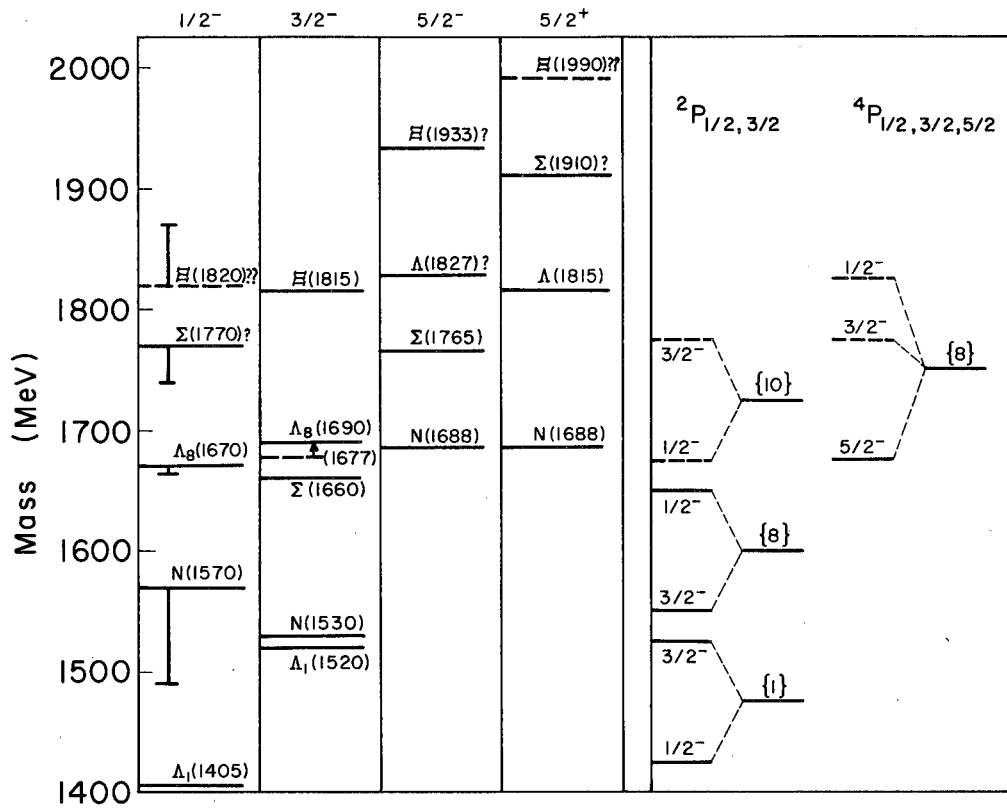 1/2⁻ 3/2⁻ 5/2⁻ 5/2⁺
Mass (MeV)
2000
1900
1800
1700
1600
1500
1400
Ξ(1820)??
Σ(1770)?
Λ₈(1670)
N(1570)
Λ₁(1405)
Ξ(1815)
Λ₈(1690)
(1677)
Σ(1660)
N(1530)
Λ₁(1520)
Ξ(1933)?
Λ(1827)?
Σ(1765)
N(1688)
Ξ(1990)??
Σ(1910)?
Λ(1815)
N(1688)
²P₁/₂,₃/₂
3/2⁻
{10}
1/2⁻
1/2⁻
{8}
3/2⁻
3/2⁻
{1}
1/2⁻
⁴P₁/₂,₃/₂,₅/₂
1/2⁻
3/2⁻
{8}
5/2⁻